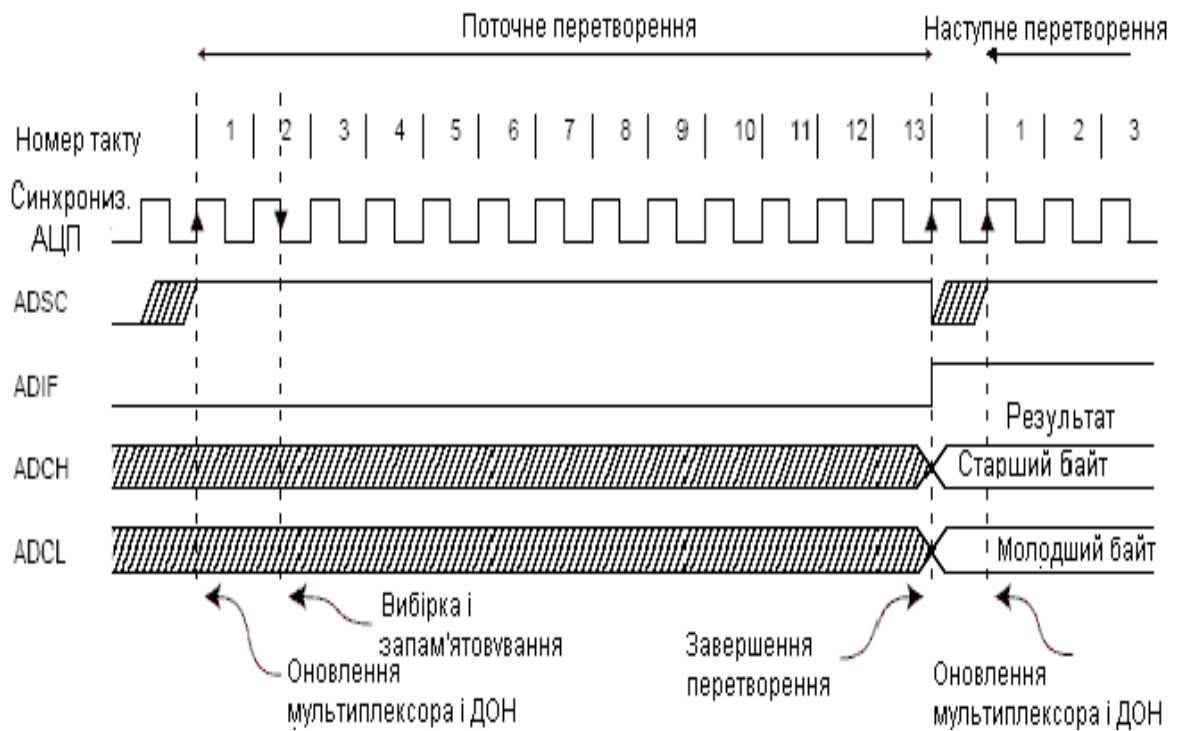 Поточне перетворення
Наступне перетворення
Номер такту
1 2 3 4 5 6 7 8 9 10 11 12 13 1 2 3
Синхрониз.
АЦП
ADSC
ADIF
Результат
ADCH
Старший байт
ADCL
Молодший байт
Вибірка і
запам'ятовування
Оновлення
мультиплексора і ДОН
Завершення
перетворення
Оновлення
мультиплексора і ДОН